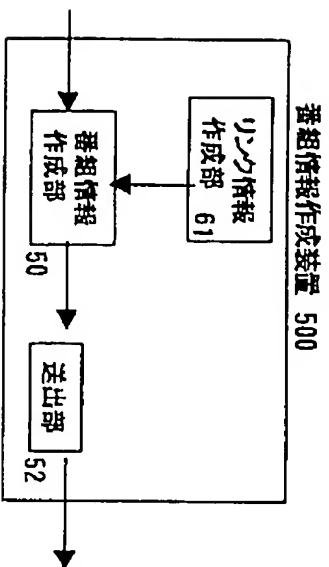 番組情報作成装置 500
リンク情報
作成部 61
番組情報
作成部
50
送出部
52